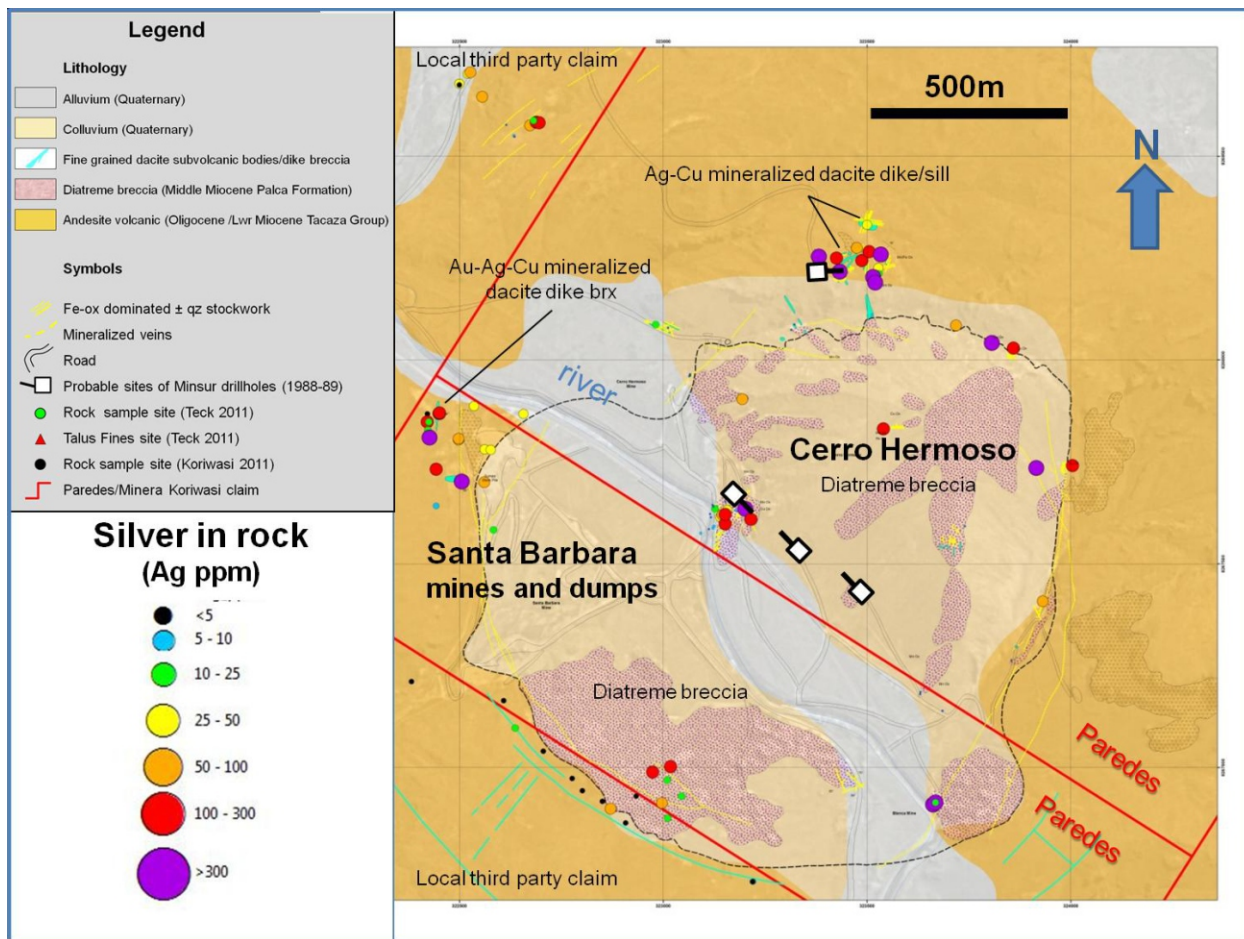 Legend
Lithology
Alluvium (Quaternary)
Colluvium (Quaternary)
Fine grained dacite subvolcanic bodies/dike breccia
Diatreme breccia (Middle Miocene Palca Formation)
Andesite volcanic (Oligocene /Lwr Miocene Tacaza Group)
Symbols
Fe-ox dominated ± qz stockwork
Mineralized veins
Road
Probable sites of Minsur drillholes (1988-89)
Rock sample site (Teck 2011)
Talus Fines site (Teck 2011)
Rock sample site (Koriwasi 2011)
Paredes/Minera Koriwasi claim
Silver in rock
(Ag ppm)
<5
5 - 10
10 - 25
25 - 50
50 - 100
100 - 300
>300
Local third party claim
500m
N
Ag-Cu mineralized dacite dike/sill
Au-Ag-Cu mineralized
dacite dike brx
river
Cerro Hermoso
Mine
Cerro Hermoso
Diatreme breccia
Santa Barbara
mines and dumps
Santa Barbara
Mine
Diatreme breccia
Paredes
Paredes
Local third party claim